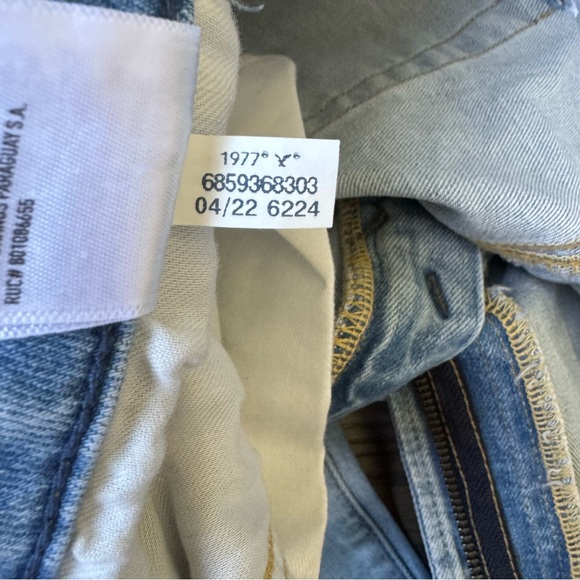 PARAGUAY S.A.
RUC# 80108655
1977®
6859368303
04/22 6224